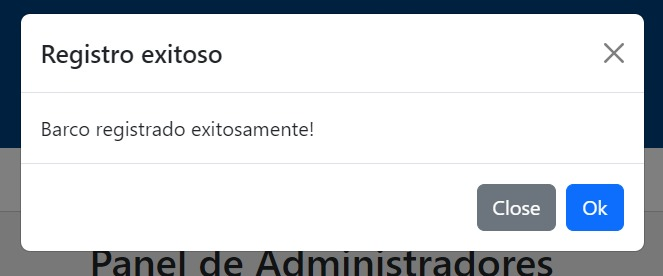 Registro exitoso
Barco registrado exitosamente!
Close Ok
Panel de Administradores